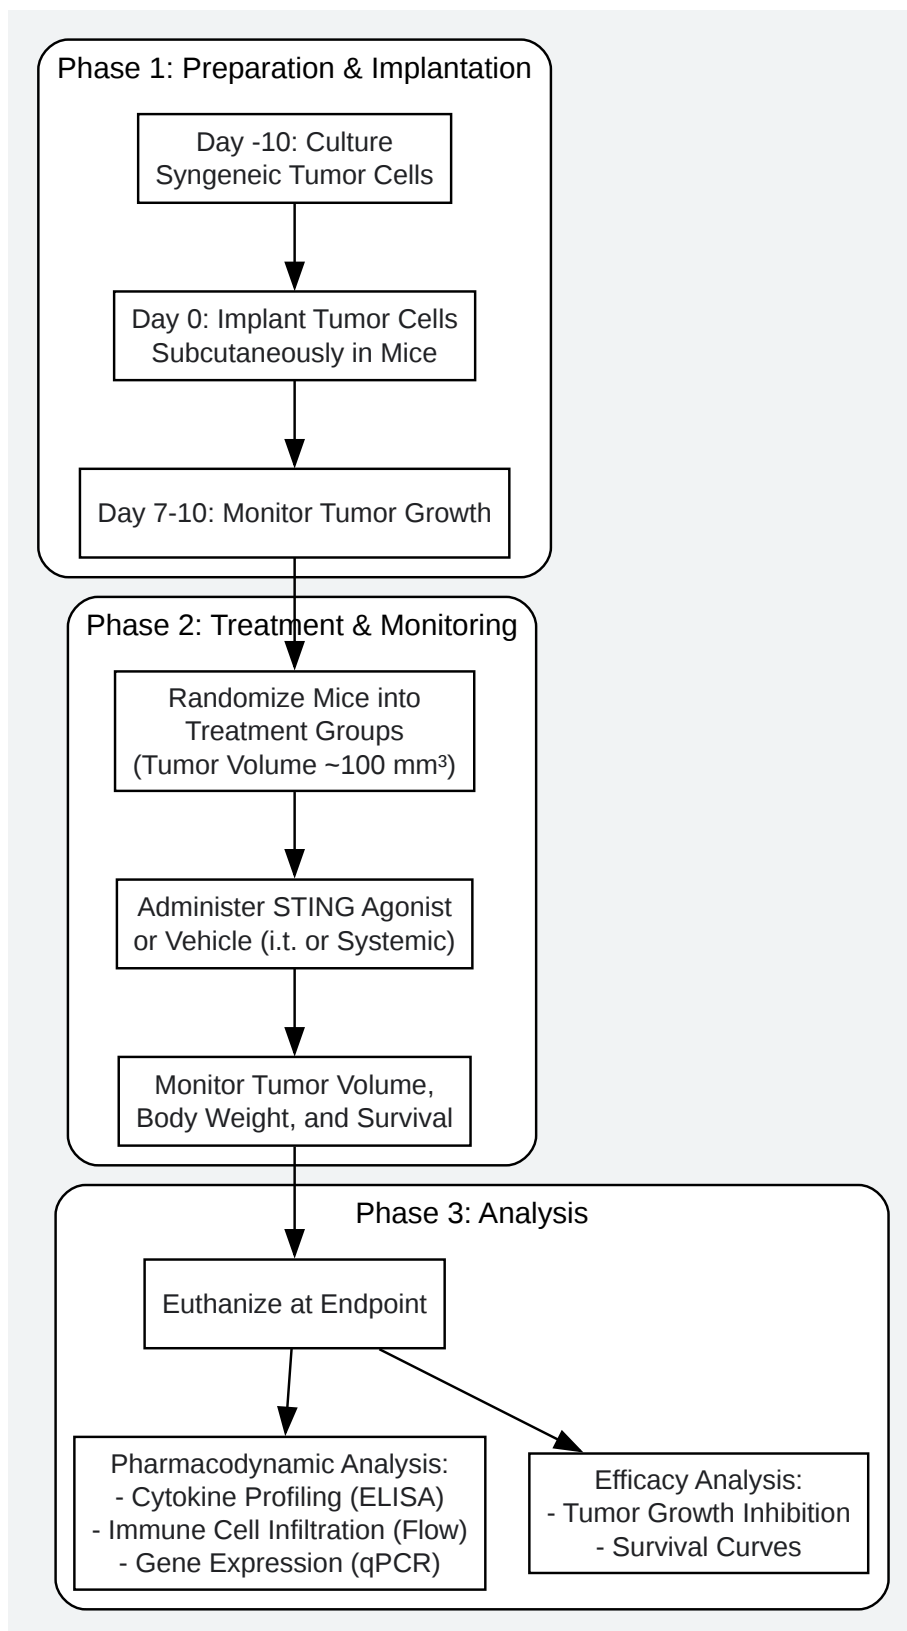 Phase 1: Preparation & Implantation
Day -10: Culture
Syngeneic Tumor Cells
Day 0: Implant Tumor Cells
Subcutaneously in Mice
Day 7-10: Monitor Tumor Growth
Phase 2: Treatment & Monitoring
Randomize Mice into
Treatment Groups
(Tumor Volume ~100 mm³)
Administer STING Agonist
or Vehicle (i.t. or Systemic)
Monitor Tumor Volume,
Body Weight, and Survival
Phase 3: Analysis
Euthanize at Endpoint
Pharmacodynamic Analysis:
- Cytokine Profiling (ELISA)
- Immune Cell Infiltration (Flow)
- Gene Expression (qPCR)
Efficacy Analysis:
- Tumor Growth Inhibition
- Survival Curves